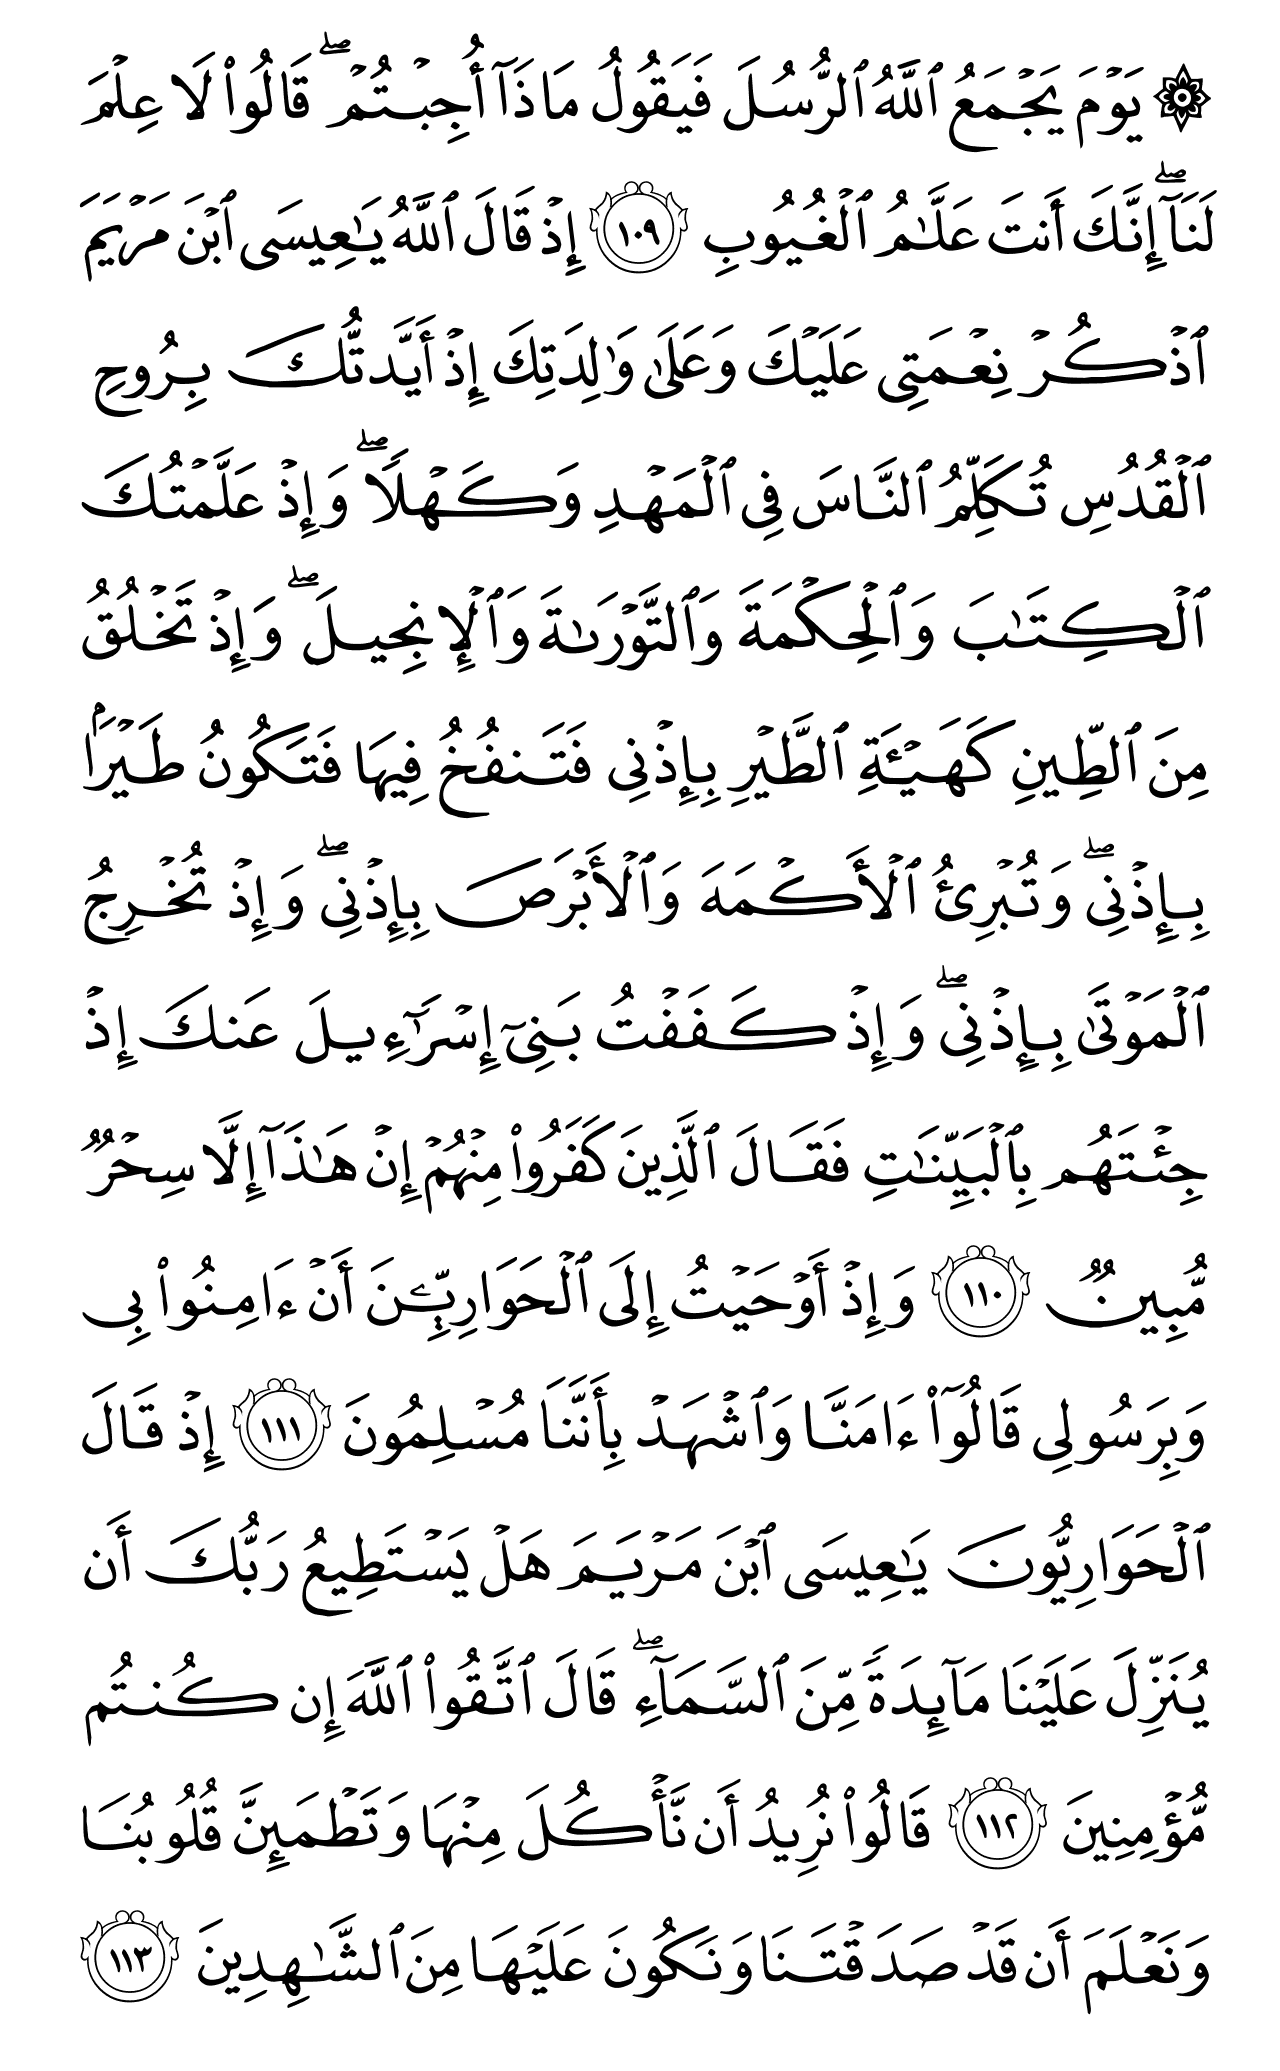 ۞ يَوۡمَ يَجۡمَعُ ٱللَّهُ ٱلرُّسُلَ فَيَقُولُ مَاذَآ أُجِبۡتُمۡۖ قَالُواْ لَا عِلۡمَ
لَنَآۖ إِنَّكَ أَنتَ عَلَّٰمُ ٱلۡغُيُوبِ ١٠٩ إِذۡ قَالَ ٱللَّهُ يَٰعِيسَى ٱبۡنَ مَرۡيَمَ
ٱذۡكُرۡ نِعۡمَتِي عَلَيۡكَ وَعَلَىٰ وَٰلِدَتِكَ إِذۡ أَيَّدتُّكَ بِرُوحِ
ٱلۡقُدُسِ تُكَلِّمُ ٱلنَّاسَ فِي ٱلۡمَهۡدِ وَكَهۡلٗاۖ وَإِذۡ عَلَّمۡتُكَ
ٱلۡكِتَٰبَ وَٱلۡحِكۡمَةَ وَٱلتَّوۡرَىٰةَ وَٱلۡإِنجِيلَۖ وَإِذۡ تَخۡلُقُ
مِنَ ٱلطِّينِ كَهَيۡـَٔةِ ٱلطَّيۡرِ بِإِذۡنِي فَتَنفُخُ فِيهَا فَتَكُونُ طَيۡرَۢا
بِإِذۡنِيۖ وَتُبۡرِئُ ٱلۡأَكۡمَهَ وَٱلۡأَبۡرَصَ بِإِذۡنِيۖ وَإِذۡ تُخۡرِجُ
ٱلۡمَوۡتَىٰ بِإِذۡنِيۖ وَإِذۡ كَفَفۡتُ بَنِيٓ إِسۡرَٰٓءِيلَ عَنكَ إِذۡ
جِئۡتَهُم بِٱلۡبَيِّنَٰتِ فَقَالَ ٱلَّذِينَ كَفَرُواْ مِنۡهُمۡ إِنۡ هَٰذَآ إِلَّا سِحۡرٞ
مُّبِينٞ ١١٠ وَإِذۡ أَوۡحَيۡتُ إِلَى ٱلۡحَوَارِيِّـۧنَ أَنۡ ءَامِنُواْ بِي
وَبِرَسُولِي قَالُوٓاْ ءَامَنَّا وَٱشۡهَدۡ بِأَنَّنَا مُسۡلِمُونَ ١١١ إِذۡ قَالَ
ٱلۡحَوَارِيُّونَ يَٰعِيسَى ٱبۡنَ مَرۡيَمَ هَلۡ يَسۡتَطِيعُ رَبُّكَ أَن
يُنَزِّلَ عَلَيۡنَا مَآئِدَةٗ مِّنَ ٱلسَّمَآءِۖ قَالَ ٱتَّقُواْ ٱللَّهَ إِن كُنتُم
مُّؤۡمِنِينَ ١١٢ قَالُواْ نُرِيدُ أَن نَّأۡكُلَ مِنۡهَا وَتَطۡمَئِنَّ قُلُوبُنَا
وَنَعۡلَمَ أَن قَدۡ صَدَقۡتَنَا وَنَكُونَ عَلَيۡهَا مِنَ ٱلشَّٰهِدِينَ ١١٣